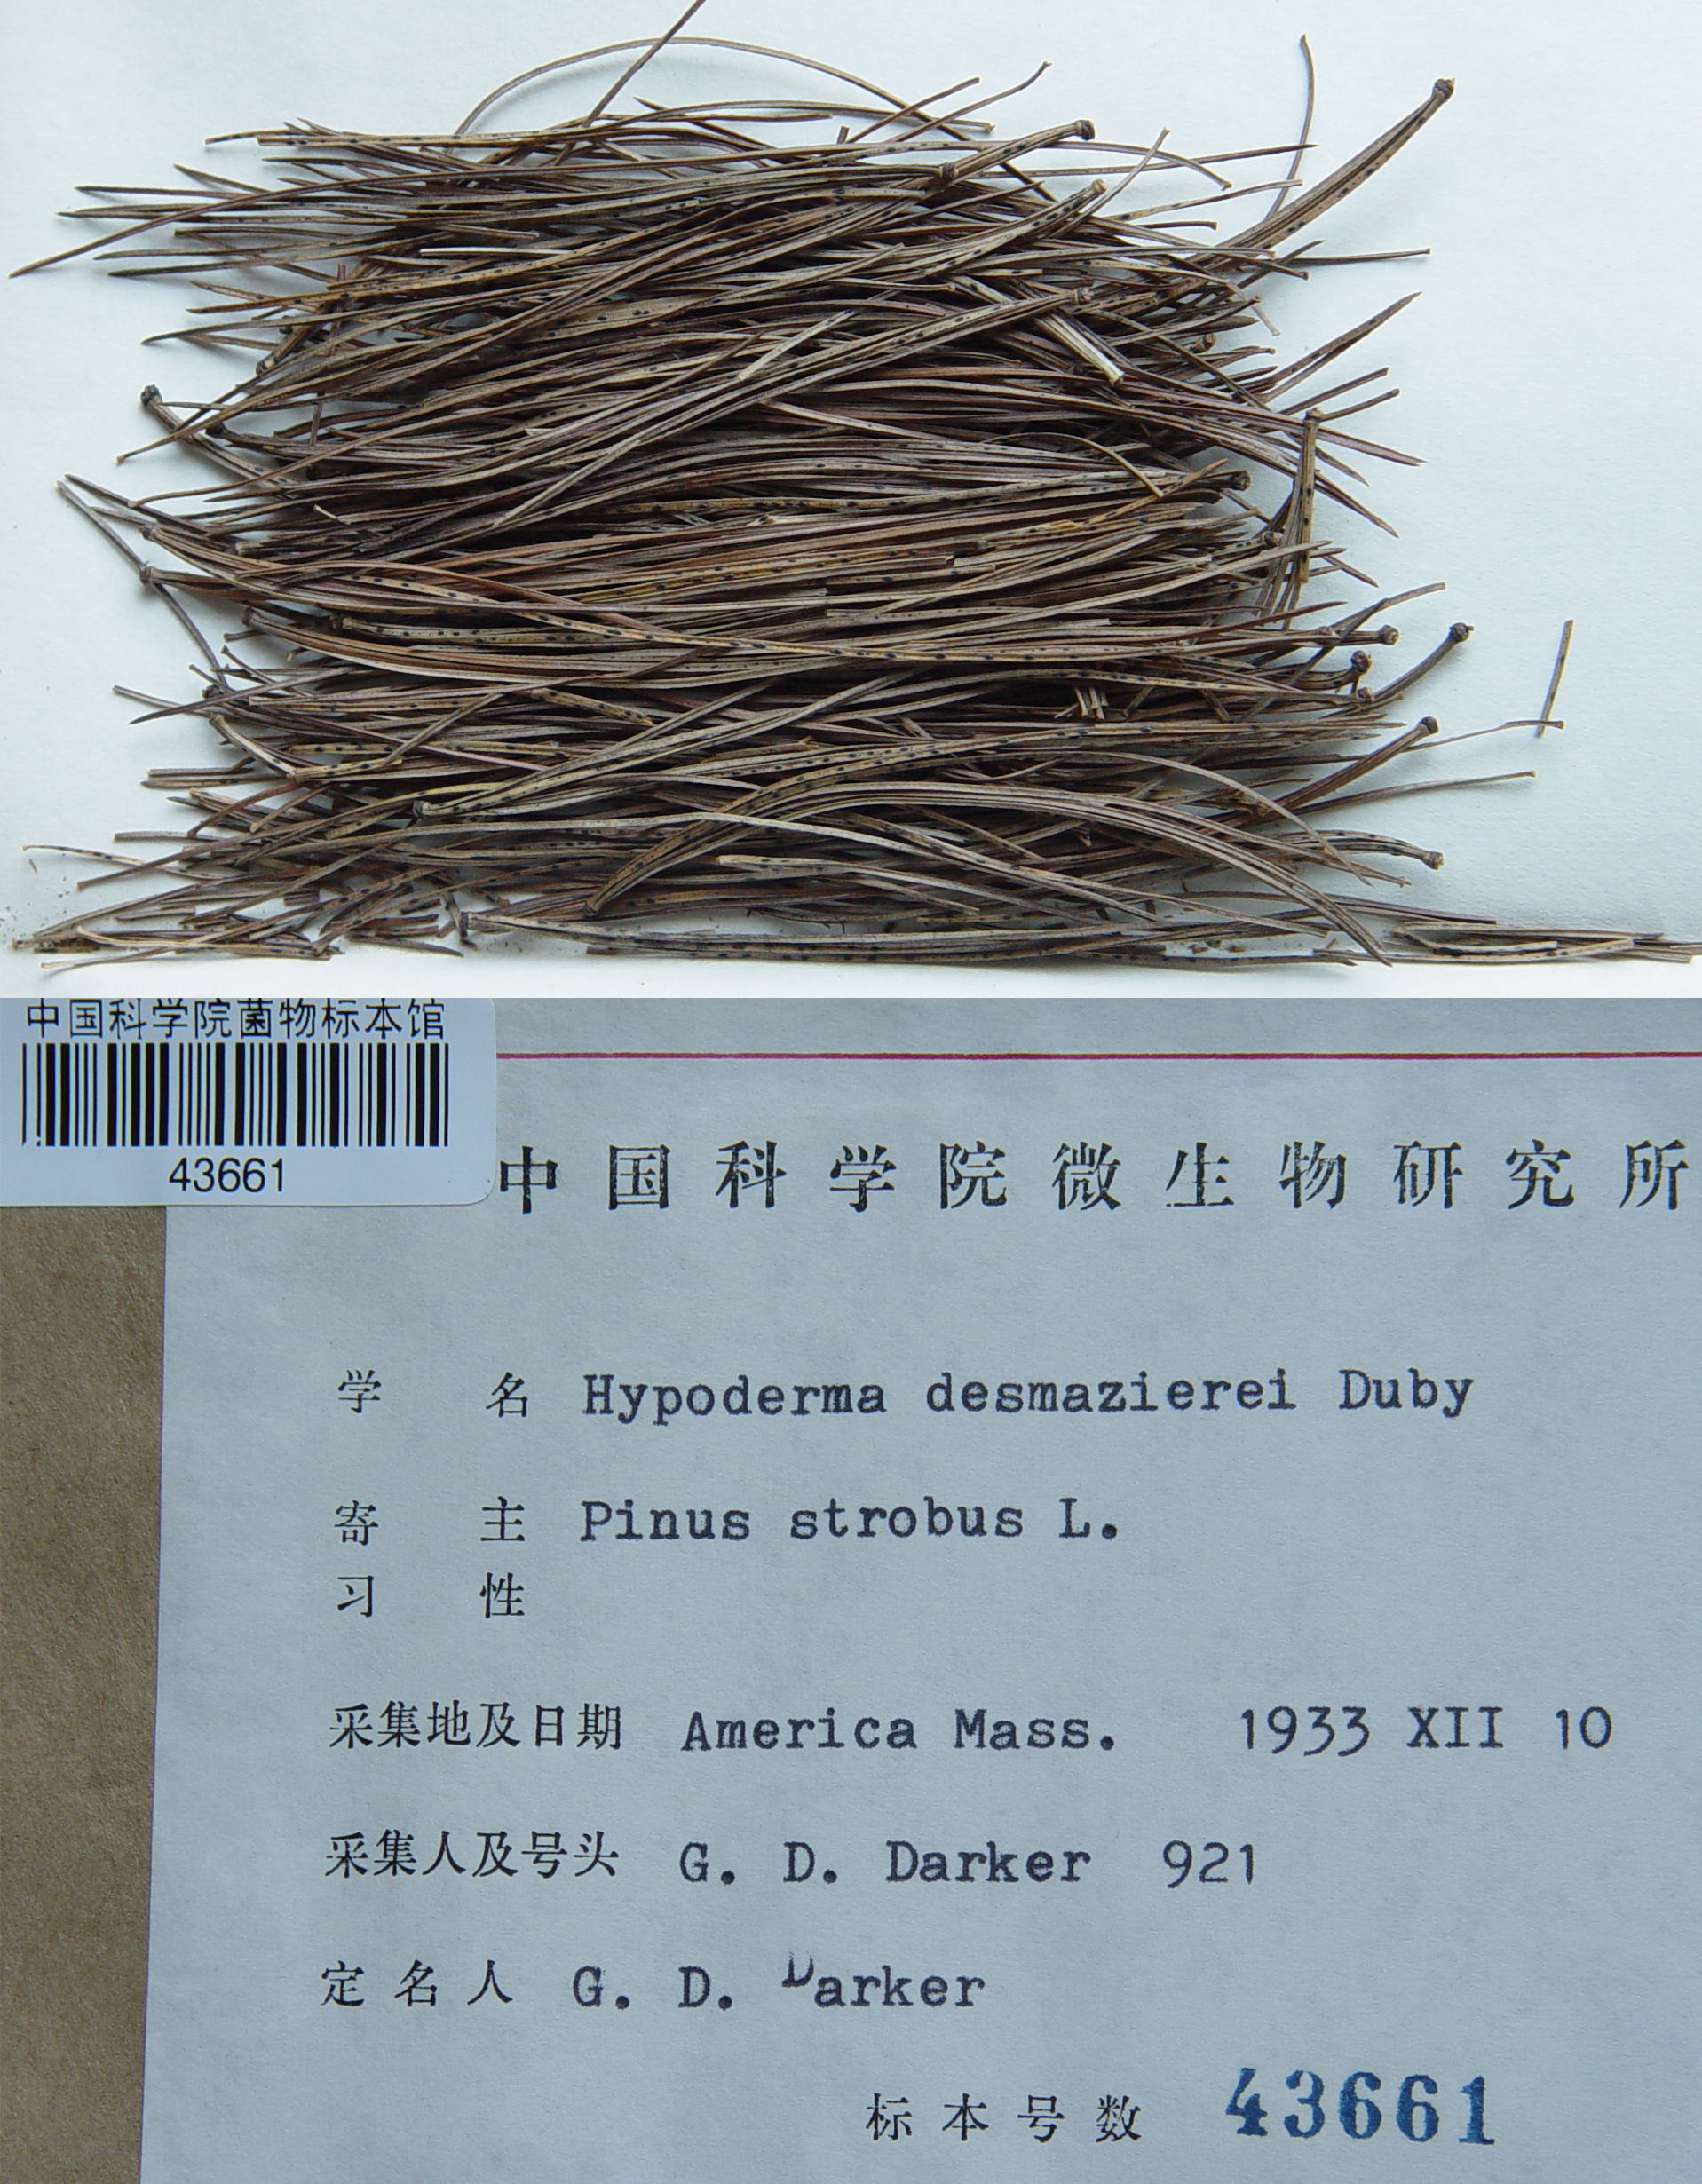 中国科学院菌物标本馆
43661
中国科学院微生物研究所
学 名 Hypoderma desmazierei Duby
寄 主 Pinus strobus L.
习 性
采集地及日期 America Mass. 1933 XII 10
采集人及号头 G. D. Darker 921
定名人 G. D. Darker
标本号数 43661